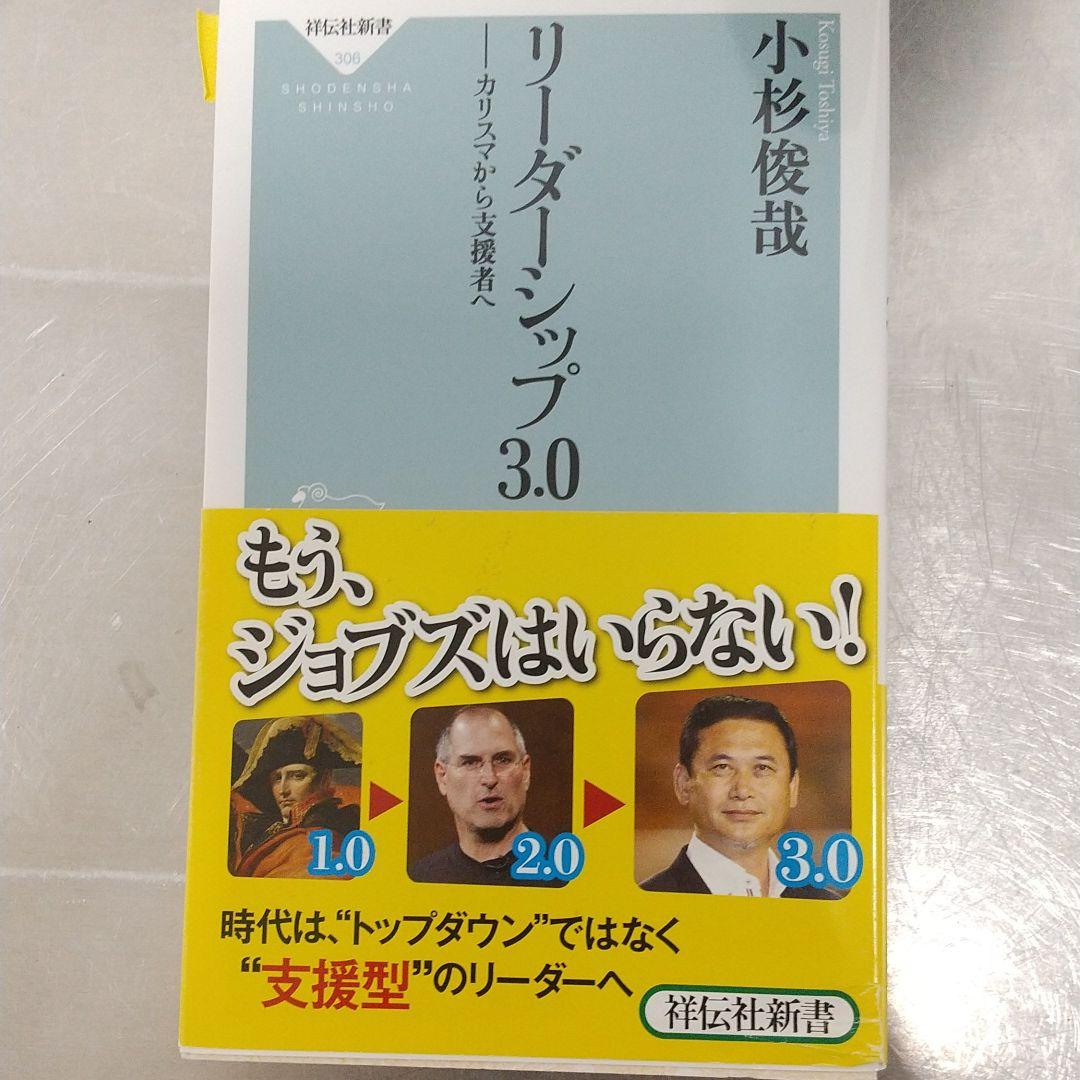 祥伝社新書
306
SHODENSHA
SHINSHO
小杉俊哉
Kosugi Toshiya
リーダーシップ3.0
――カリスマから支援者へ
もう、
ジョブズはいらない!
1.0
2.0
3.0
時代は、“トップダウン”ではなく
“支援型”のリーダーへ
祥伝社新書